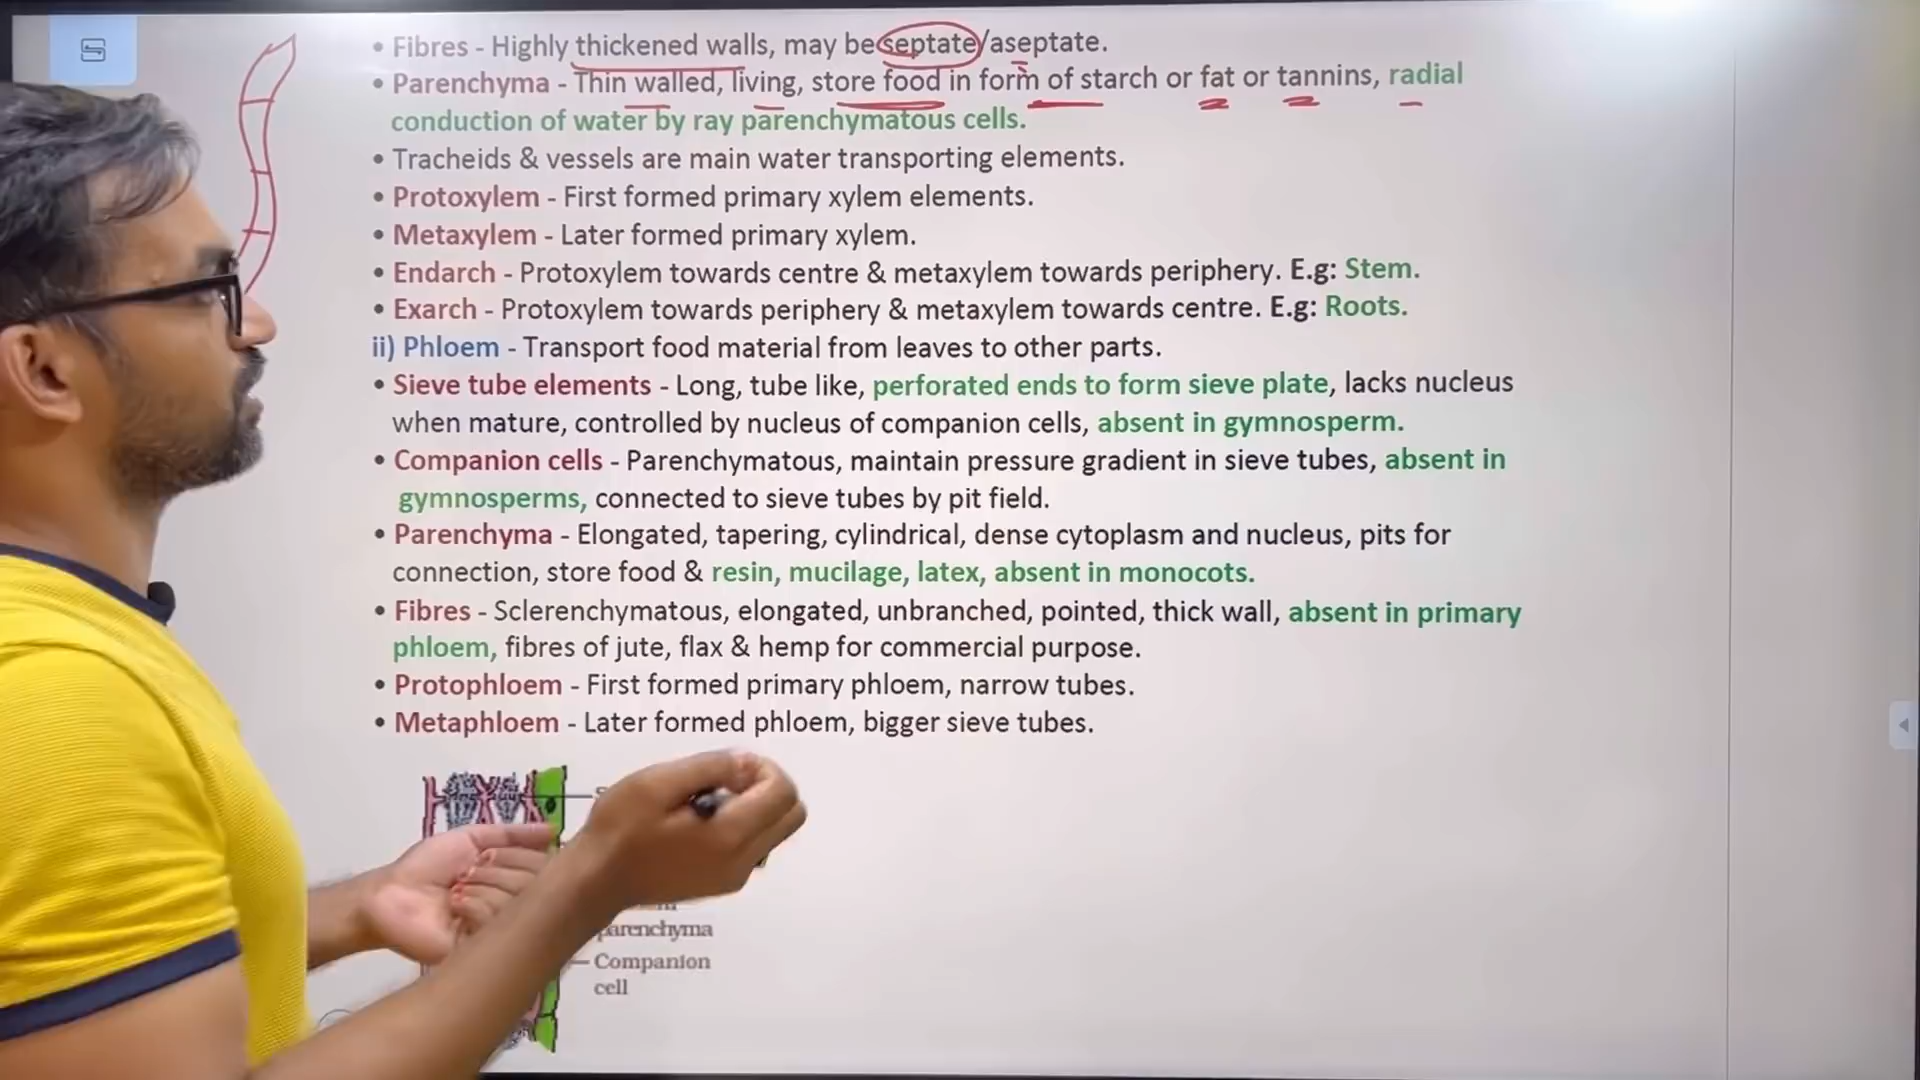 • Fibres - Highly thickened walls, may be septate/aseptate.
• Parenchyma - Thin walled, living, store food in form of starch or fat or tannins, radial
conduction of water by ray parenchymatous cells.
• Tracheids & vessels are main water transporting elements.
• Protoxylem - First formed primary xylem elements.
• Metaxylem - Later formed primary xylem.
• Endarch - Protoxylem towards centre & metaxylem towards periphery. E.g: Stem.
• Exarch - Protoxylem towards periphery & metaxylem towards centre. E.g: Roots.
ii) Phloem - Transport food material from leaves to other parts.
• Sieve tube elements - Long, tube like, perforated ends to form sieve plate, lacks nucleus
when mature, controlled by nucleus of companion cells, absent in gymnosperm.
• Companion cells - Parenchymatous, maintain pressure gradient in sieve tubes, absent in
gymnosperms, connected to sieve tubes by pit field.
• Parenchyma - Elongated, tapering, cylindrical, dense cytoplasm and nucleus, pits for
connection, store food & resin, mucilage, latex, absent in monocots.
• Fibres - Sclerenchymatous, elongated, unbranched, pointed, thick wall, absent in primary
phloem, fibres of jute, flax & hemp for commercial purpose.
• Protophloem - First formed primary phloem, narrow tubes.
• Metaphloem - Later formed phloem, bigger sieve tubes.
parenchyma
Companion
cell